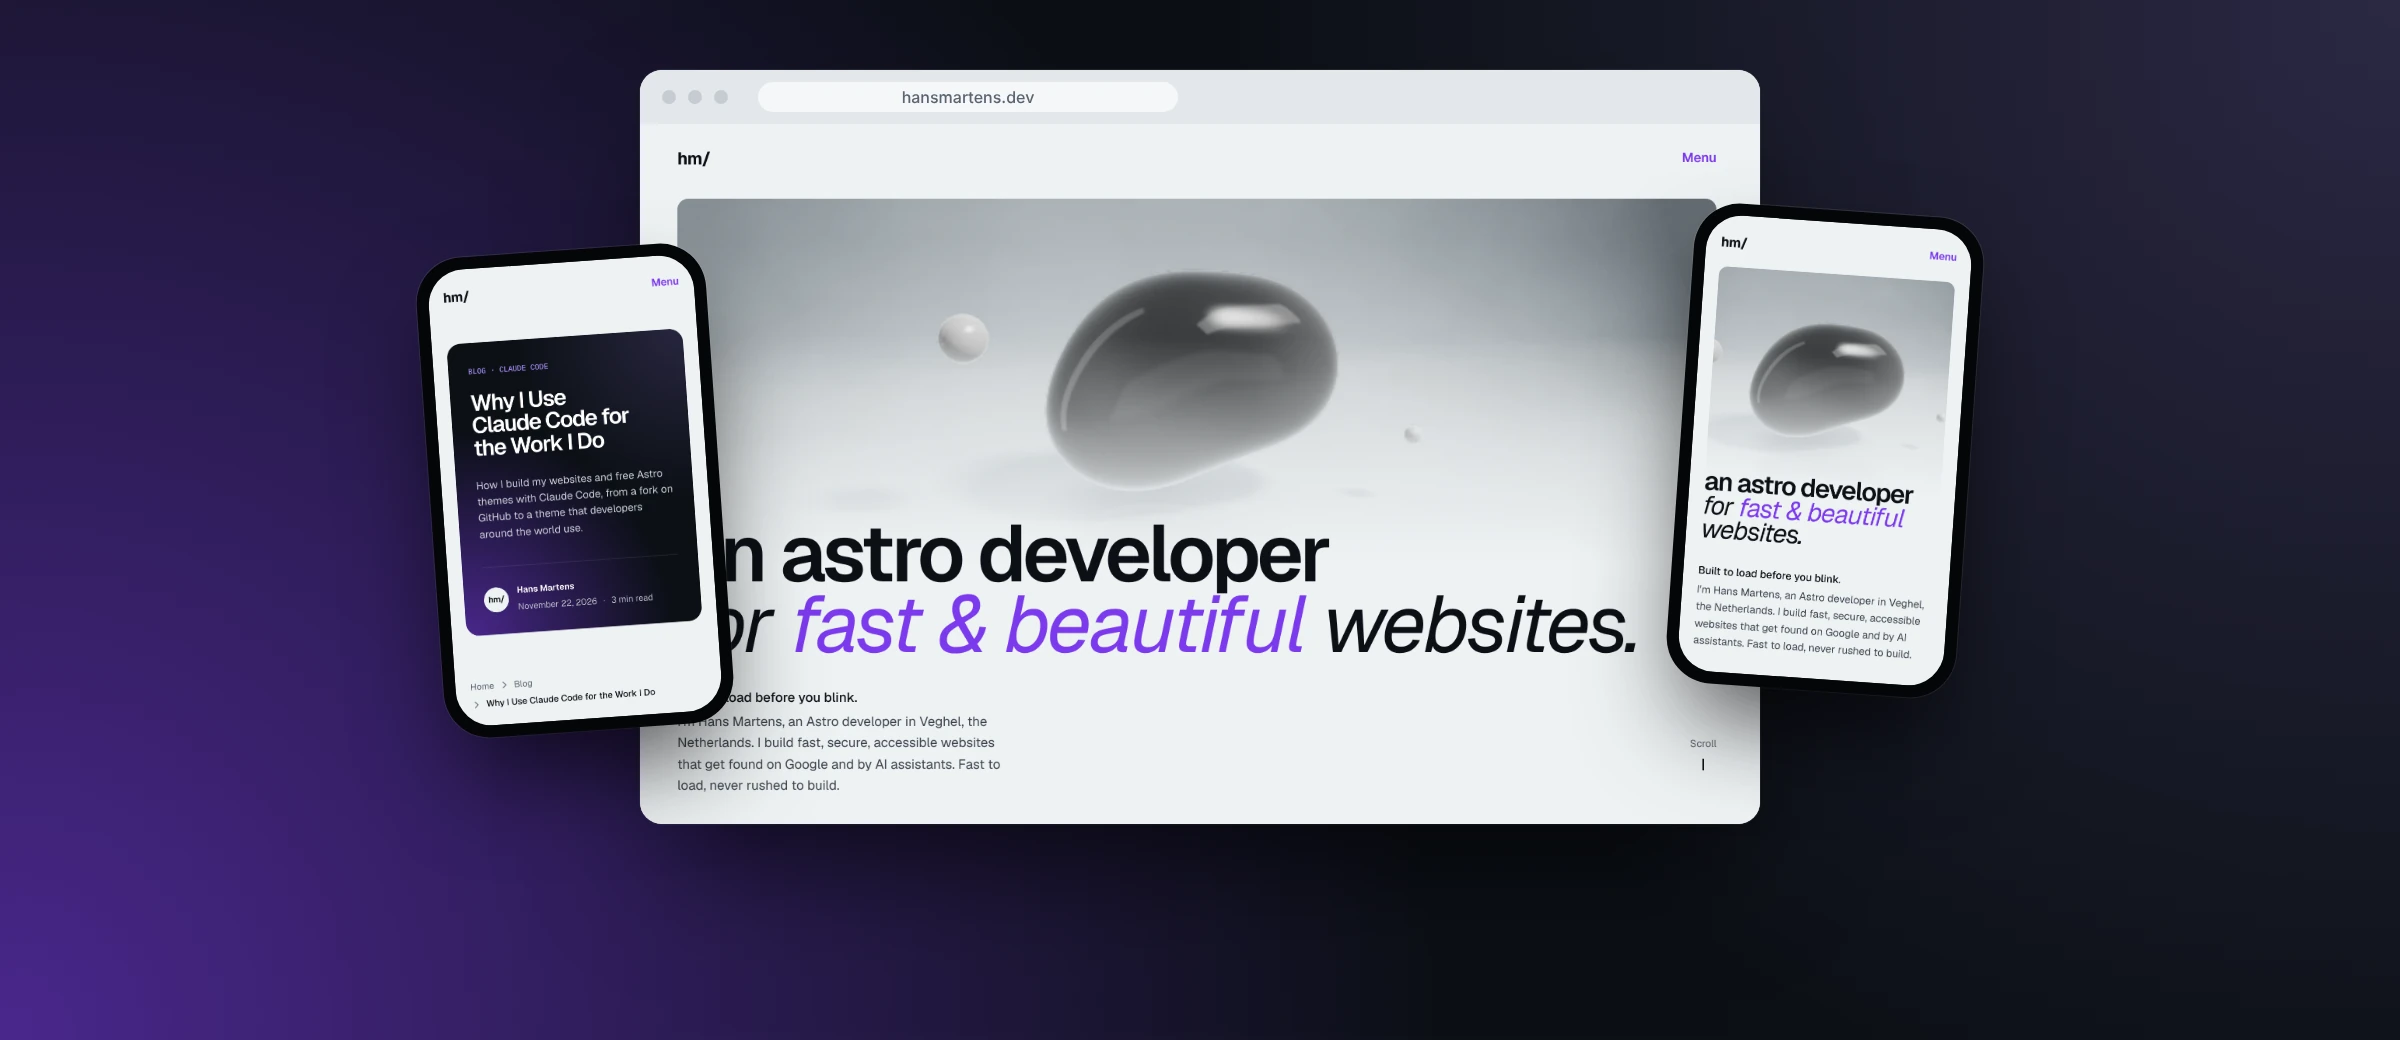 hansmartens.dev
hm/
Menu
n astro developer
or fast & beautiful websites.
oad before you blink.
Hans Martens, an Astro developer in Veghel, the
Netherlands. I build fast, secure, accessible websites
that get found on Google and by AI assistants. Fast to
load, never rushed to build.
Scroll
hm/
Menu
BLOG · CLAUDE CODE
Why I Use
Claude Code for
the Work I Do
How I build my websites and free Astro
themes with Claude Code, from a fork on
GitHub to a theme that developers
around the world use.
hm/
Hans Martens
November 22, 2026 · 3 min read
Home > Blog
> Why I Use Claude Code for the Work I Do
hm/
Menu
an astro developer
for fast & beautiful
websites.
Built to load before you blink.
I'm Hans Martens, an Astro developer in Veghel,
the Netherlands. I build fast, secure, accessible
websites that get found on Google and by AI
assistants. Fast to load, never rushed to build.